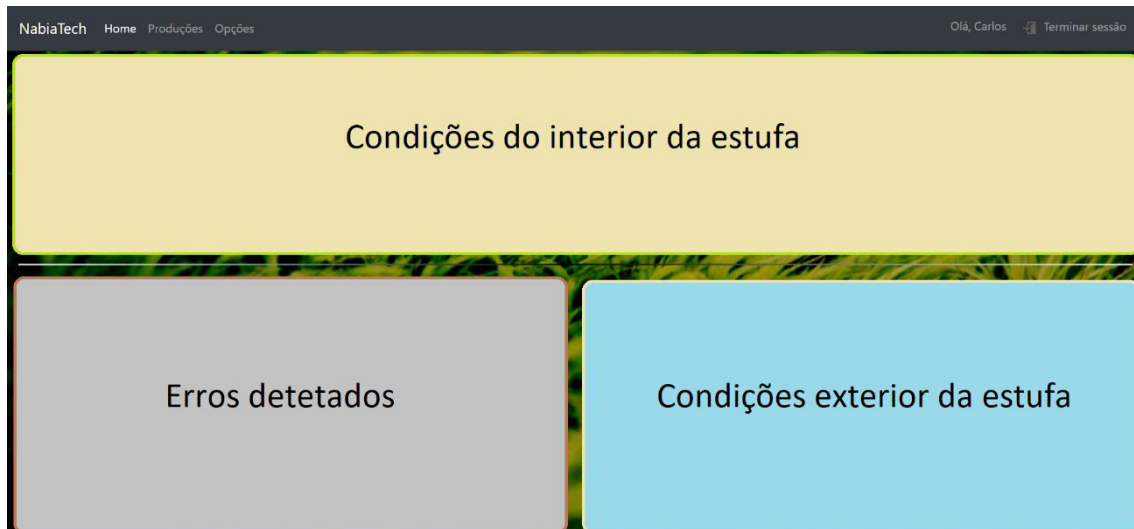 NabiaTech Home Produções Opções Olá, Carlos Terminar sessão
Condições do interior da estufa
Erros detetados
Condições exterior da estufa